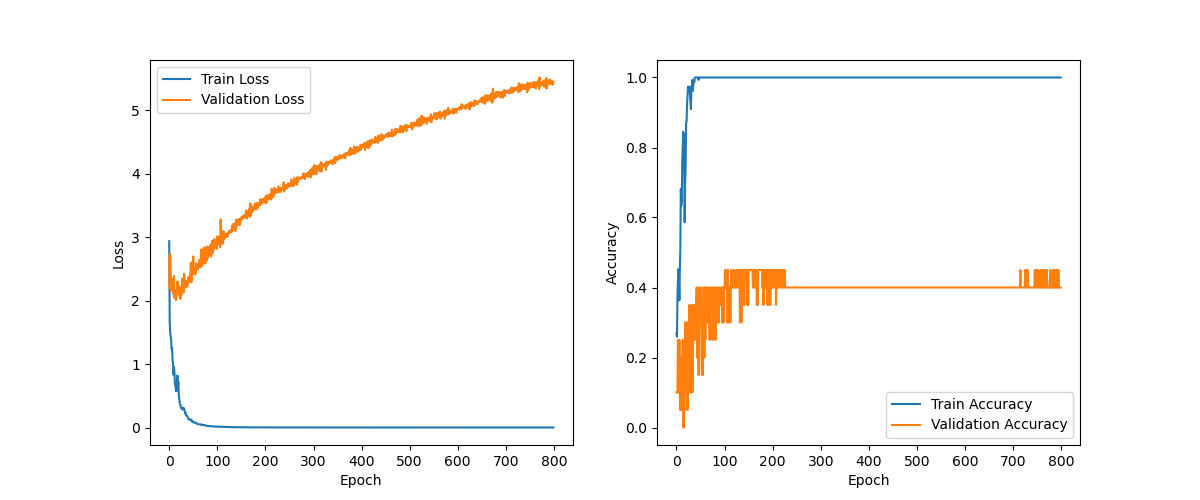 Train Loss
Validation Loss
Loss
5
4
3
2
1
0
0 100 200 300 400 500 600 700 800
Epoch
Accuracy
1.0
0.8
0.6
0.4
0.2
0.0
Train Accuracy
Validation Accuracy
0 100 200 300 400 500 600 700 800
Epoch